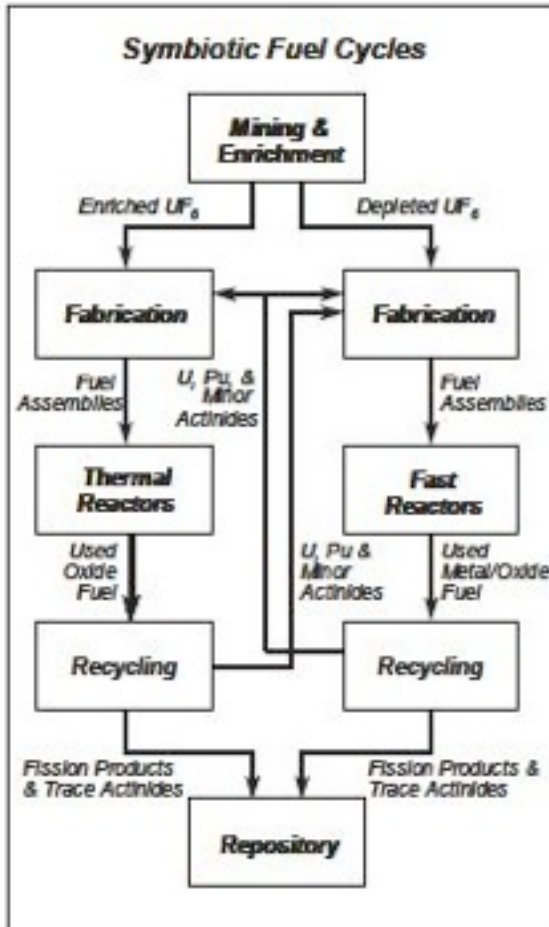 Symbiotic Fuel Cycles
Mining &
Enrichment
Enriched UF₆
Depleted UF₆
Fabrication
Fabrication
Fuel
Assemblies
U, Pu, &
Minor
Actinides
Fuel
Assemblies
Thermal
Reactors
Fast
Reactors
Used
Oxide
Fuel
U, Pu &
Minor
Actinides
Used
Metal/Oxide
Fuel
Recycling
Recycling
Fission Products
& Trace Actinides
Fission Products &
Trace Actinides
Repository